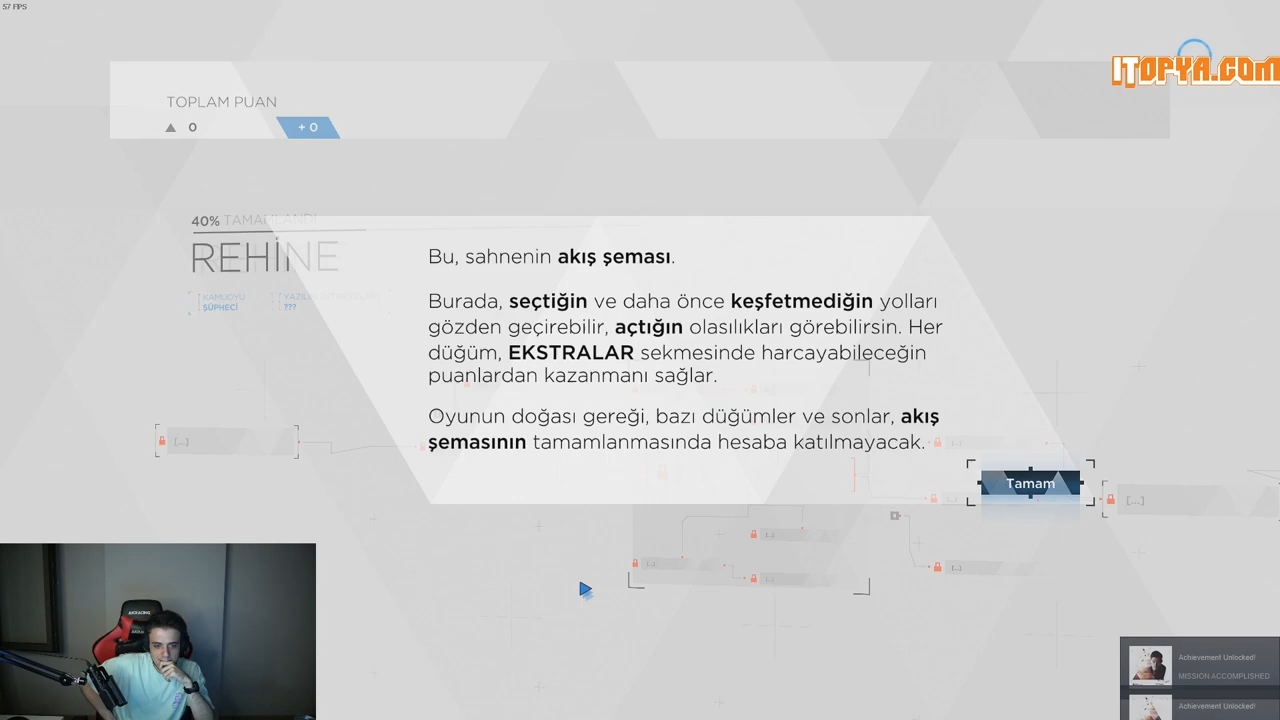 57 FPS
ITOPYA.COM
TOPLAM PUAN
0
+ 0
40% TAMAMLANDI
REHİNE
KAMUOYU
ŞÜPHECİ
???
Bu, sahnenin akış şeması.
Burada, seçtiğin ve daha önce keşfetmediğin yolları
gözden geçirebilir, açtığın olasılıkları görebilirsin. Her
düğüm, EKSTRALAR sekmesinde harcayabileceğin
puanlardan kazanmanı sağlar.
Oyunun doğası gereği, bazı düğümler ve sonlar, akış
şemasının tamamlanmasında hesaba katılmayacak.
[...]
[...]
Tamam
[...]
[...]
[...]
[...]
[...]
[...]
AKRACING
Achievement Unlocked!
MISSION ACCOMPLISHED
Achievement Unlocked!